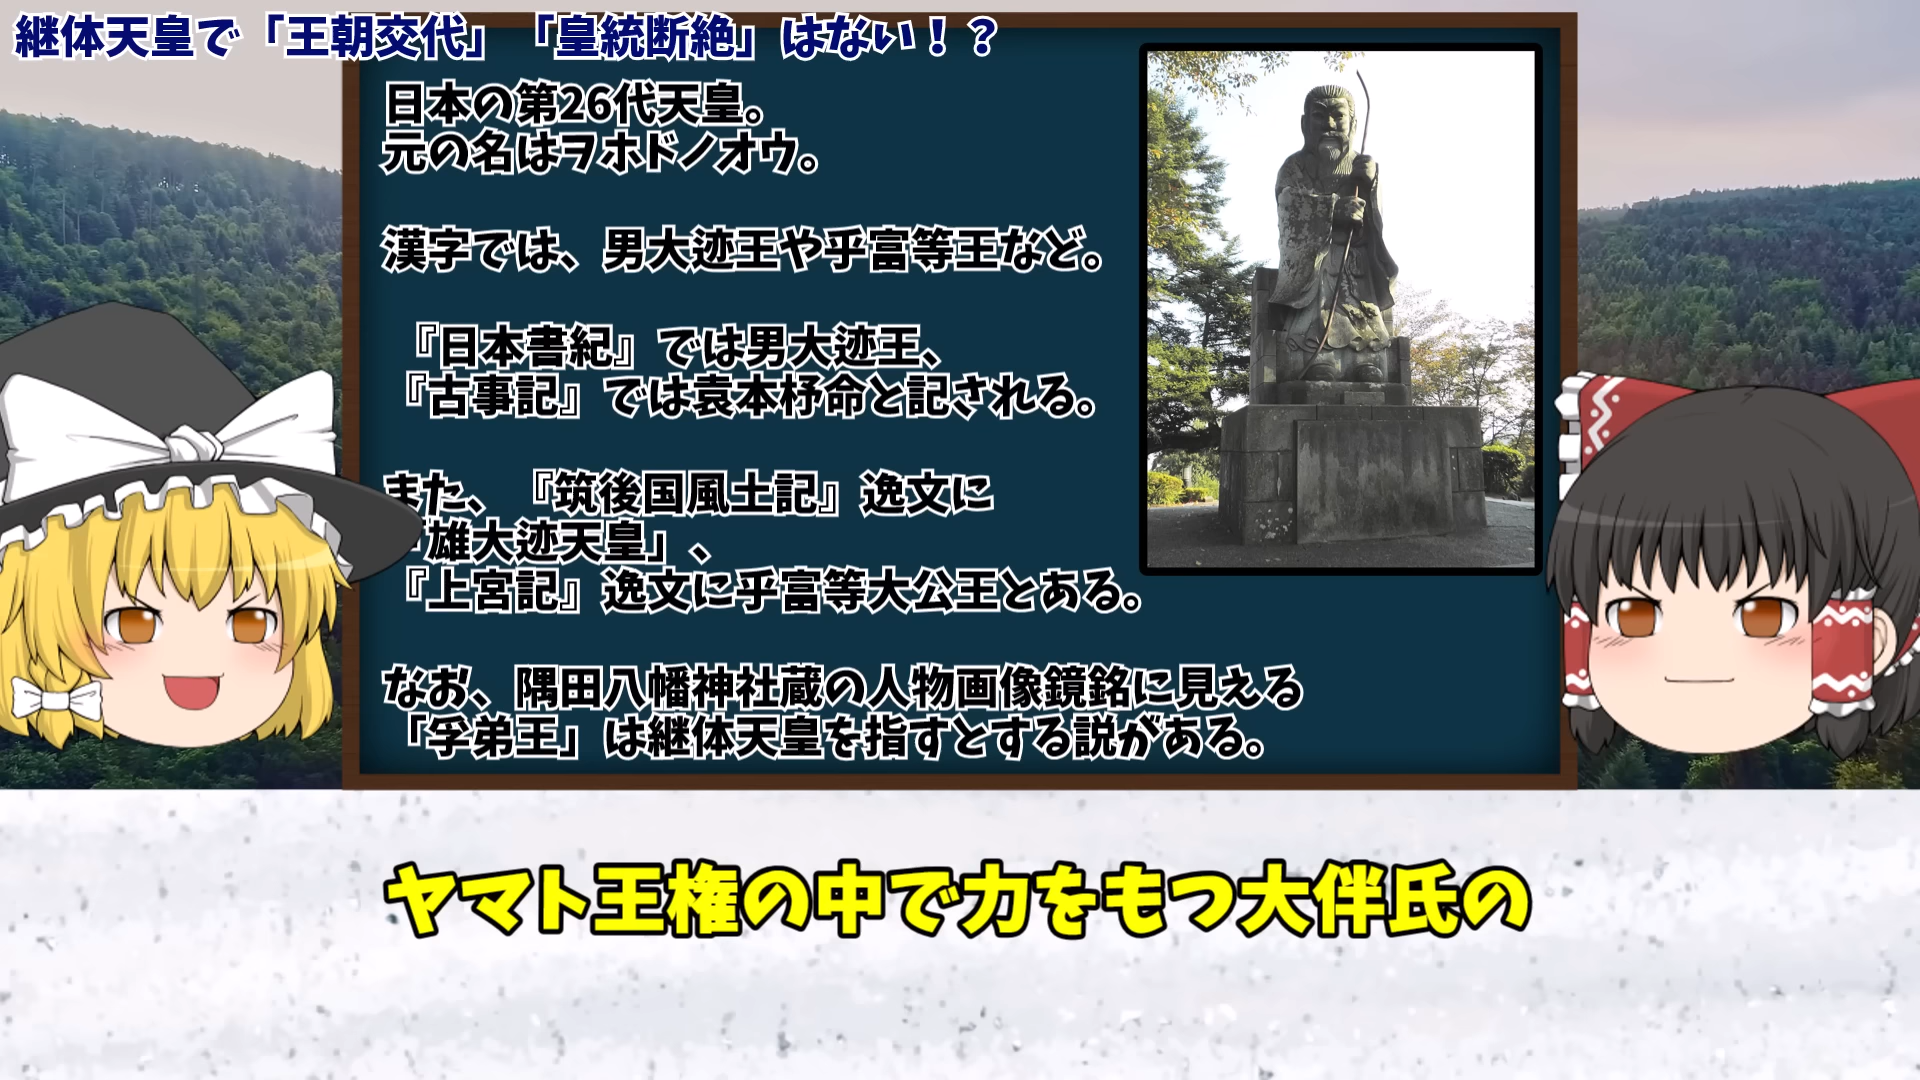 継体天皇で「王朝交代」「皇統断絶」はない！？
日本の第26代天皇。
元の名はヲホドノオウ。
漢字では、男大迹王や乎富等王など。
『日本書紀』では男大迹王、
『古事記』では袁本杼命と記される。
また、『筑後国風土記』逸文に
「雄大迹天皇」、
『上宮記』逸文に乎富等大公王とある。
なお、隅田八幡神社蔵の人物画像鏡銘に見える
「孚弟王」は継体天皇を指すとする説がある。
ヤマト王権の中で力をもつ大伴氏の